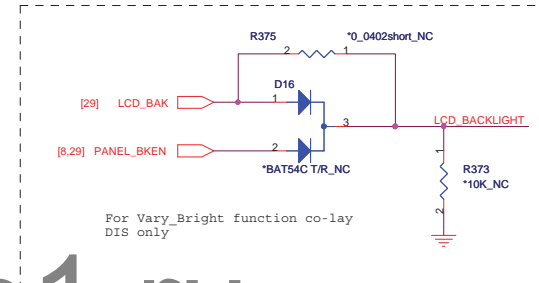 R375 *0_0402short_NC
2 1
D16
[29] LCD_BAK 1
3 LCD_BACKLIGHT
[8,29] PANEL_BKEN 2
*BAT54C T/R_NC
1
R373
*10K_NC
2
For Vary_Bright function co-lay
DIS only